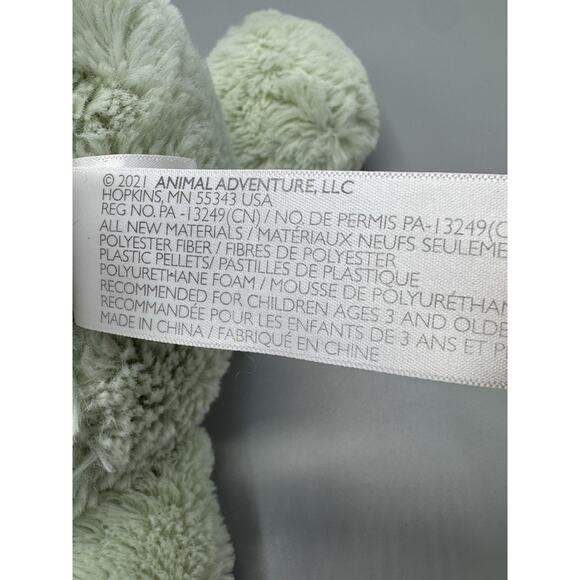 © 2021 ANIMAL ADVENTURE, LLC
HOPKINS, MN 55343 USA
REG NO. PA -13249(CN) / NO. DE PERMIS PA-13249(C
ALL NEW MATERIALS / MATÉRIAUX NEUFS SEULEME
POLYESTER FIBER / FIBRES DE POLYESTER
PLASTIC PELLETS/ PASTILLES DE PLASTIQUE
POLYURETHANE FOAM / MOUSSE DE POLYURÉTHAN
RECOMMENDED FOR CHILDREN AGES 3 AND OLDE
RECOMMANDÉE POUR LES ENFANTS DE 3 ANS ET P
MADE IN CHINA / FABRIQUÉ EN CHINE